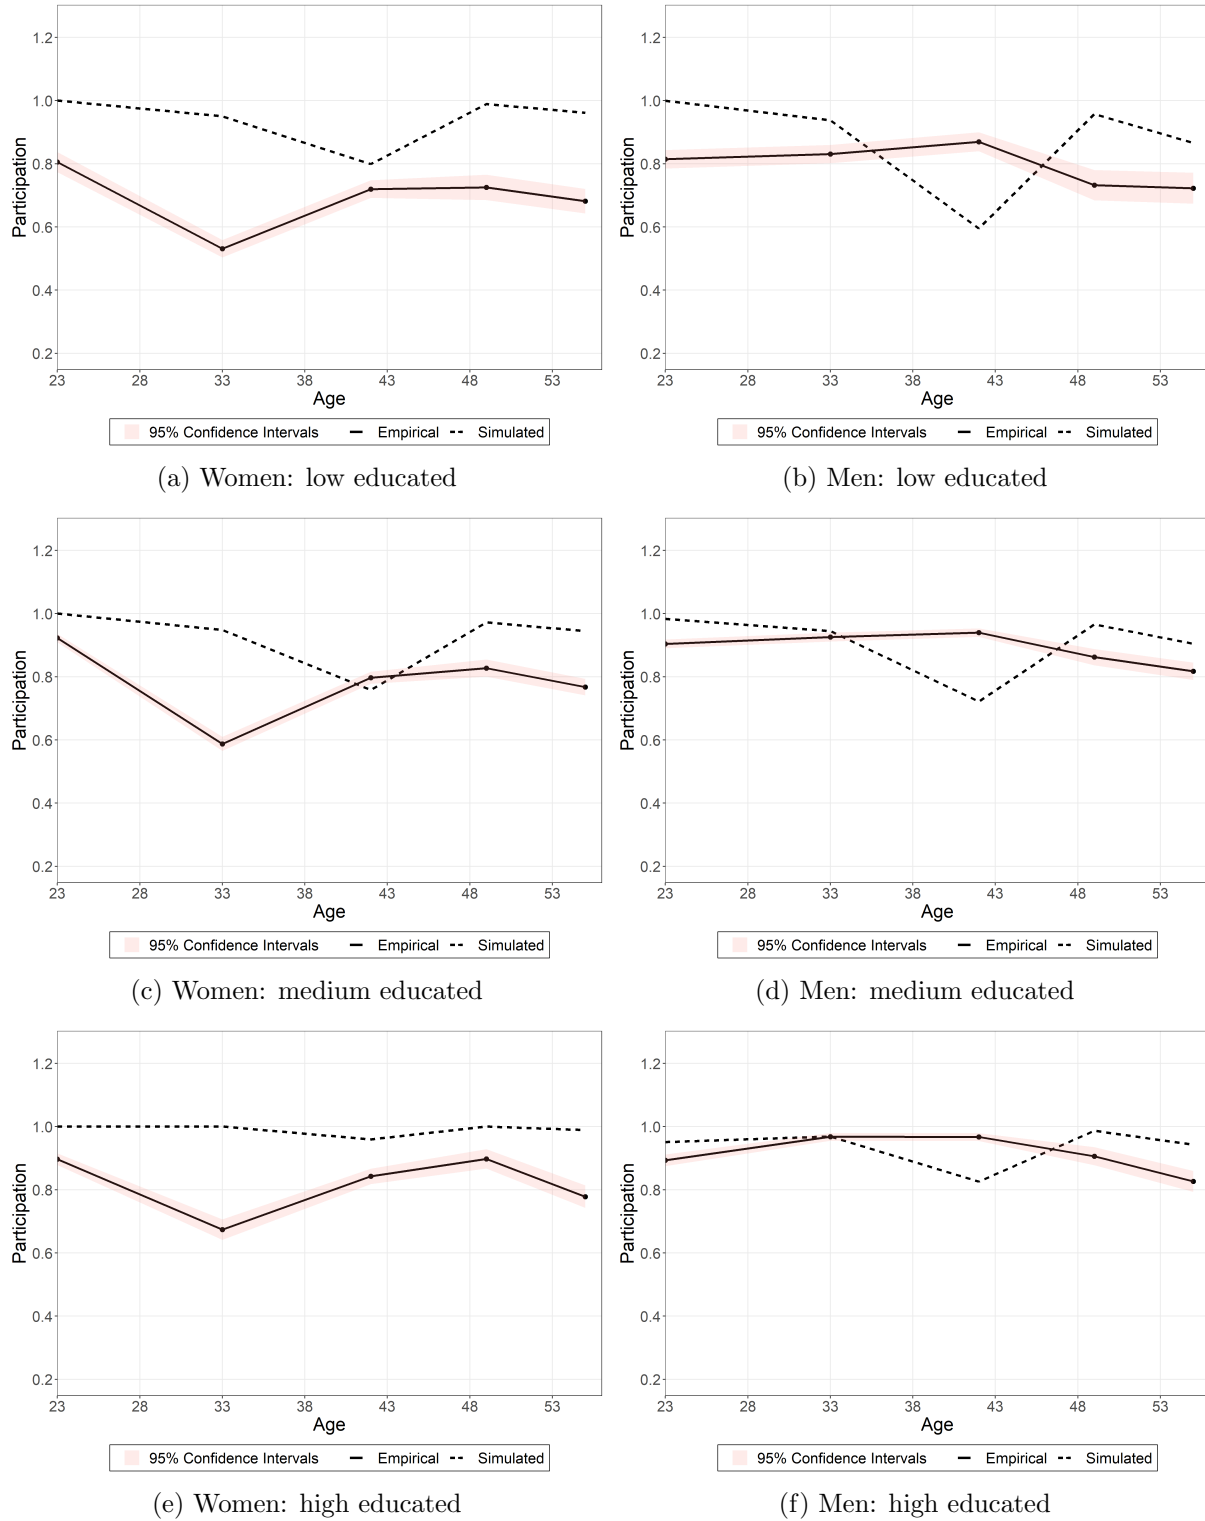 1.2
1.0
0.8
0.6
0.4
0.2
Participation
23 28 33 38 43 48 53
Age
95% Confidence Intervals Empirical Simulated
(a) Women: low educated
1.2
1.0
0.8
0.6
0.4
0.2
Participation
23 28 33 38 43 48 53
Age
95% Confidence Intervals Empirical Simulated
(b) Men: low educated
1.2
1.0
0.8
0.6
0.4
0.2
Participation
23 28 33 38 43 48 53
Age
95% Confidence Intervals Empirical Simulated
(c) Women: medium educated
1.2
1.0
0.8
0.6
0.4
0.2
Participation
23 28 33 38 43 48 53
Age
95% Confidence Intervals Empirical Simulated
(d) Men: medium educated
1.2
1.0
0.8
0.6
0.4
0.2
Participation
23 28 33 38 43 48 53
Age
95% Confidence Intervals Empirical Simulated
(e) Women: high educated
1.2
1.0
0.8
0.6
0.4
0.2
Participation
23 28 33 38 43 48 53
Age
95% Confidence Intervals Empirical Simulated
(f) Men: high educated